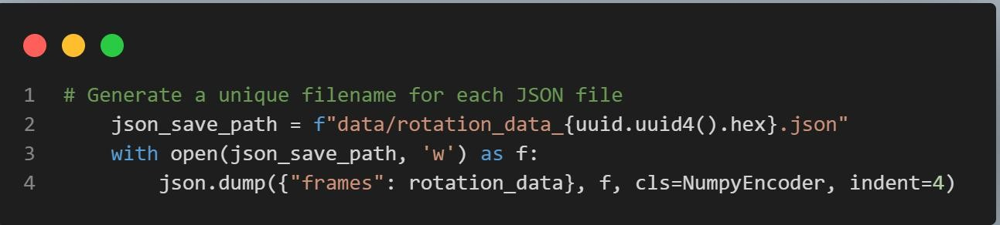 1 # Generate a unique filename for each JSON file
2     json_save_path = f"data/rotation_data_{uuid.uuid4().hex}.json"
3     with open(json_save_path, 'w') as f:
4         json.dump({"frames": rotation_data}, f, cls=NumpyEncoder, indent=4)